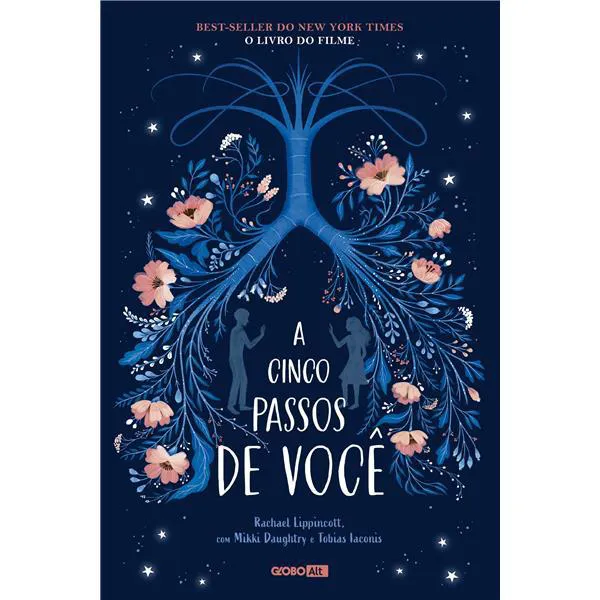 BEST-SELLER DO NEW YORK TIMES
O LIVRO DO FILME
A
CINCO
PASSOS
DE VOCÊ
Rachael Lippincott,
com Mikki Daughtry e Tobias Iaconis
GLOBO Alt